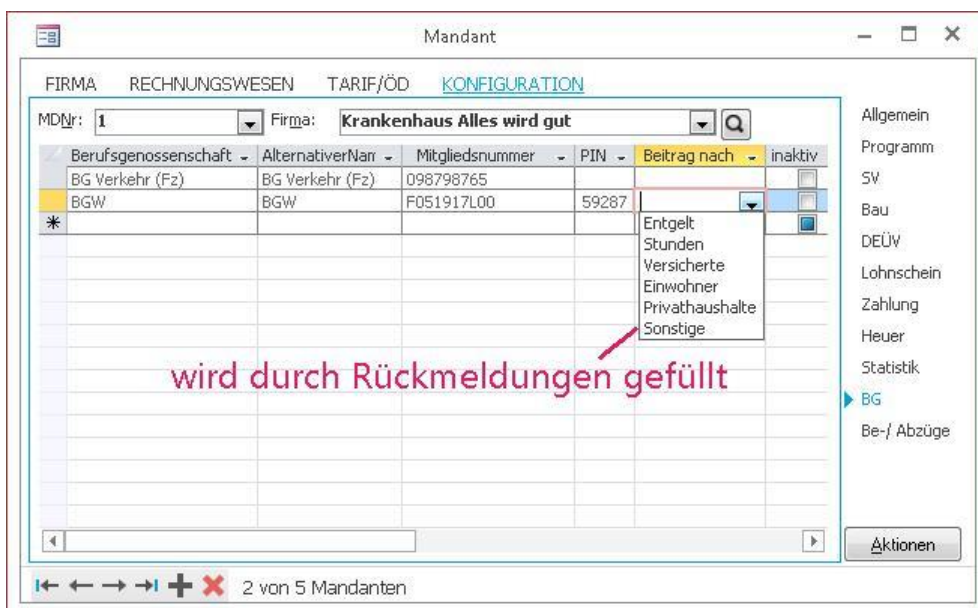 Mandant
FIRMA RECHNUNGSWESEN TARIF/ÖD KONFIGURATION
MDNr: 1 Firma: Krankenhaus Alles wird gut
Berufsgenossenschaft AlternativerNam Mitgliedsnummer PIN Beitrag nach inaktiv
BG Verkehr (Fz) BG Verkehr (Fz) 098798765
BGW BGW F051917L00 59287
Entgelt
Stunden
Versicherte
Einwohner
Privathaushalte
Sonstige
wird durch Rückmeldungen gefüllt
Allgemein
Programm
SV
Bau
DEÜV
Lohnschein
Zahlung
Heuer
Statistik
BG
Be-/ Abzüge
Aktionen
2 von 5 Mandanten